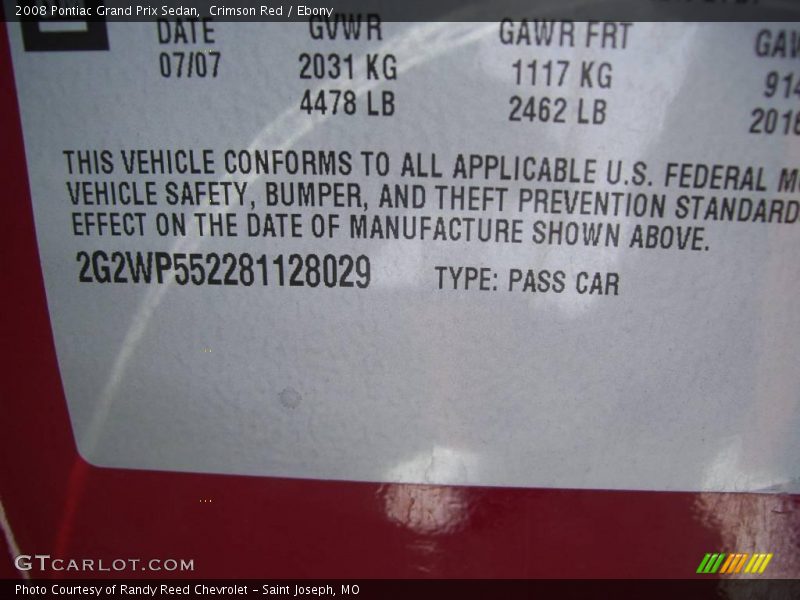 2008 Pontiac Grand Prix Sedan, Crimson Red / Ebony
DATE GVWR GAWR FRT
07/07 2031 KG 1117 KG
4478 LB 2462 LB
THIS VEHICLE CONFORMS TO ALL APPLICABLE U.S. FEDERAL
VEHICLE SAFETY, BUMPER, AND THEFT PREVENTION STANDARD
EFFECT ON THE DATE OF MANUFACTURE SHOWN ABOVE.
2G2WP552281128029 TYPE: PASS CAR
GTCARLOT.COM
Photo Courtesy of Randy Reed Chevrolet - Saint Joseph, MO